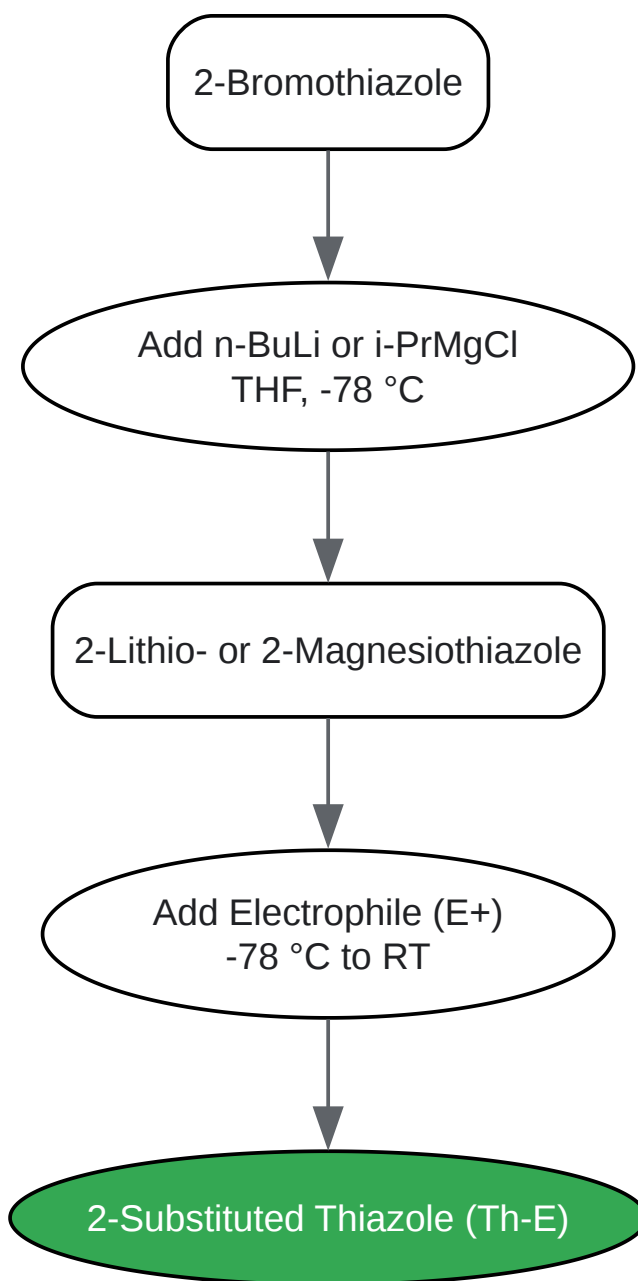 2-Bromothiazole
Add n-BuLi or i-PrMgCl
THF, -78 °C
2-Lithio- or 2-Magnesiothiazole
Add Electrophile (E+)
-78 °C to RT
2-Substituted Thiazole (Th-E)